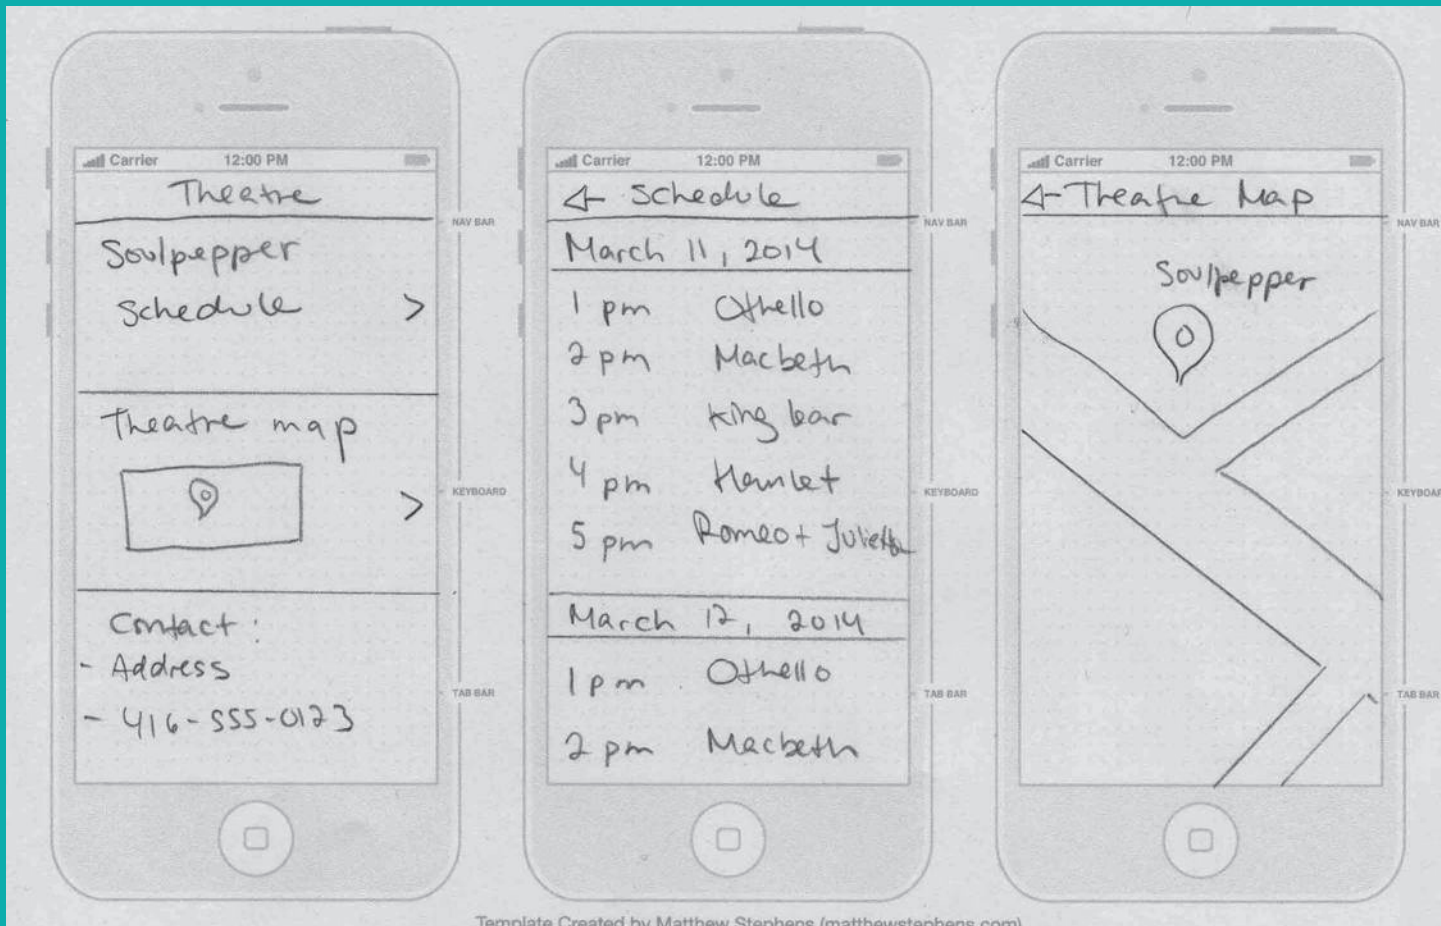 Carrier 12:00 PM
Theatre
NAV BAR
Soulpepper
Schedule >
Theatre map
>
KEYBOARD
Contact:
- Address
TAB BAR
- 416-555-0123
Carrier 12:00 PM
Schedule
NAV BAR
March 11, 2014
1 pm Othello
2 pm Macbeth
3 pm King Lear
4 pm Hamlet
KEYBOARD
5 pm Romeo + Juliette
March 12, 2014
1 pm Othello
TAB BAR
2 pm Macbeth
Carrier 12:00 PM
Theatre Map
NAV BAR
Soulpepper
KEYBOAR
TAB BAR
Template Created by Matthew Stephens (matthewstephens.com)